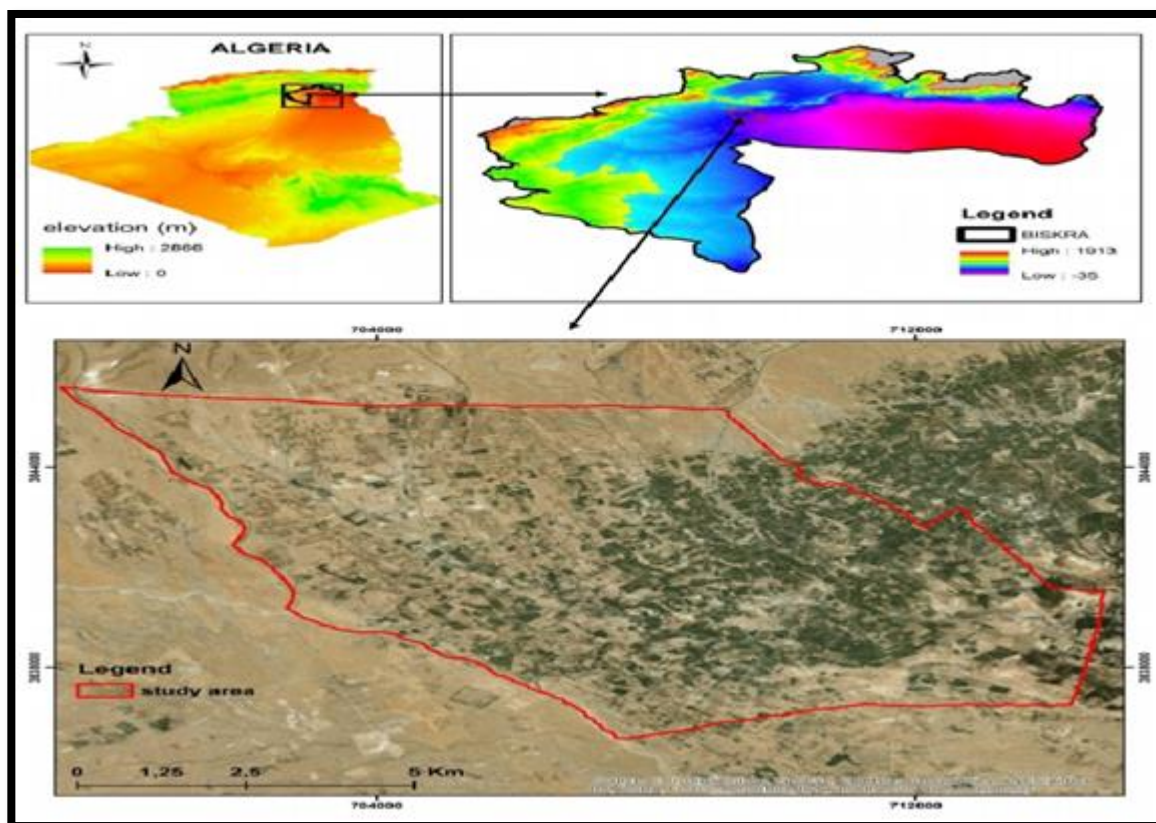 N
ALGERIA
elevation (m)
High : 2866
Low : 0
Legend
BISKRA
High : 1913
Low : -35
704000
712000
N
Legend
study area
0
1,25
2.5
5 Km
704000
712000